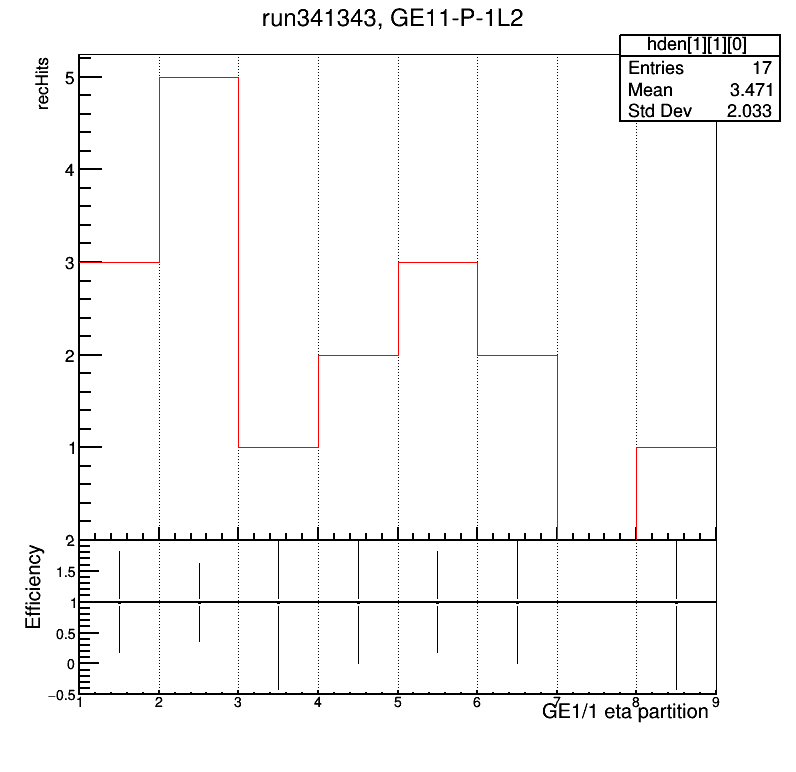 run341343, GE11-P-1L2
hden[1][1][0]
Entries 17
Mean 3.471
Std Dev 2.033
recHits
5
4
3
2
1
Efficiency
2
1.5
1
0.5
0
−0.5
1 2 3 4 5 6 7 8 9
GE1/1 eta partition